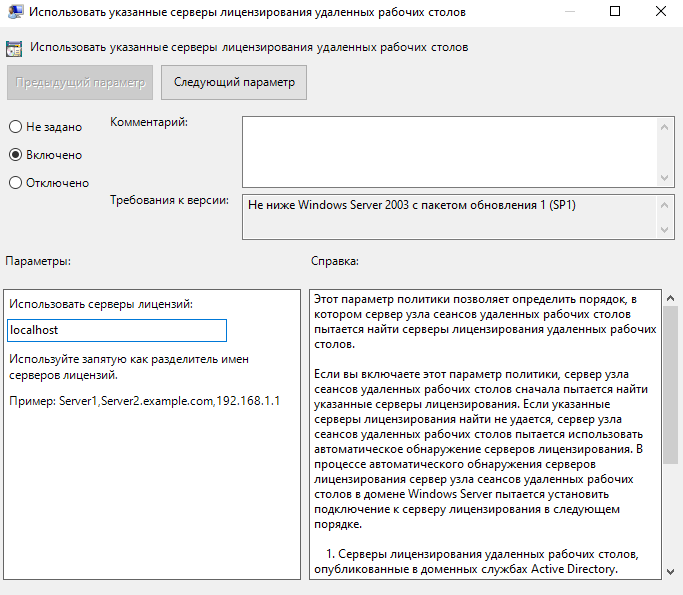 Использовать указанные серверы лицензирования удаленных рабочих столов
Использовать указанные серверы лицензирования удаленных рабочих столов
Предыдущий параметр
Следующий параметр
Не задано
Включено
Отключено
Комментарий:
Требования к версии:
Не ниже Windows Server 2003 с пакетом обновления 1 (SP1)
Параметры:
Справка:
Использовать серверы лицензий:
localhost
Используйте запятую как разделитель имен
серверов лицензий.
Пример: Server1,Server2.example.com,192.168.1.1
Этот параметр политики позволяет определить порядок, в
котором сервер узла сеансов удаленных рабочих столов
пытается найти серверы лицензирования удаленных рабочих
столов.
Если вы включаете этот параметр политики, сервер узла
сеансов удаленных рабочих столов сначала пытается найти
указанные серверы лицензирования. Если указанные
серверы лицензирования найти не удается, сервер узла
сеансов удаленных рабочих столов пытается использовать
автоматическое обнаружение серверов лицензирования. В
процессе автоматического обнаружения серверов
лицензирования сервер узла сеансов удаленных рабочих
столов в домене Windows Server пытается установить
подключение к серверу лицензирования в следующем
порядке.
1. Серверы лицензирования удаленных рабочих столов,
опубликованные в доменных службах Active Directory.